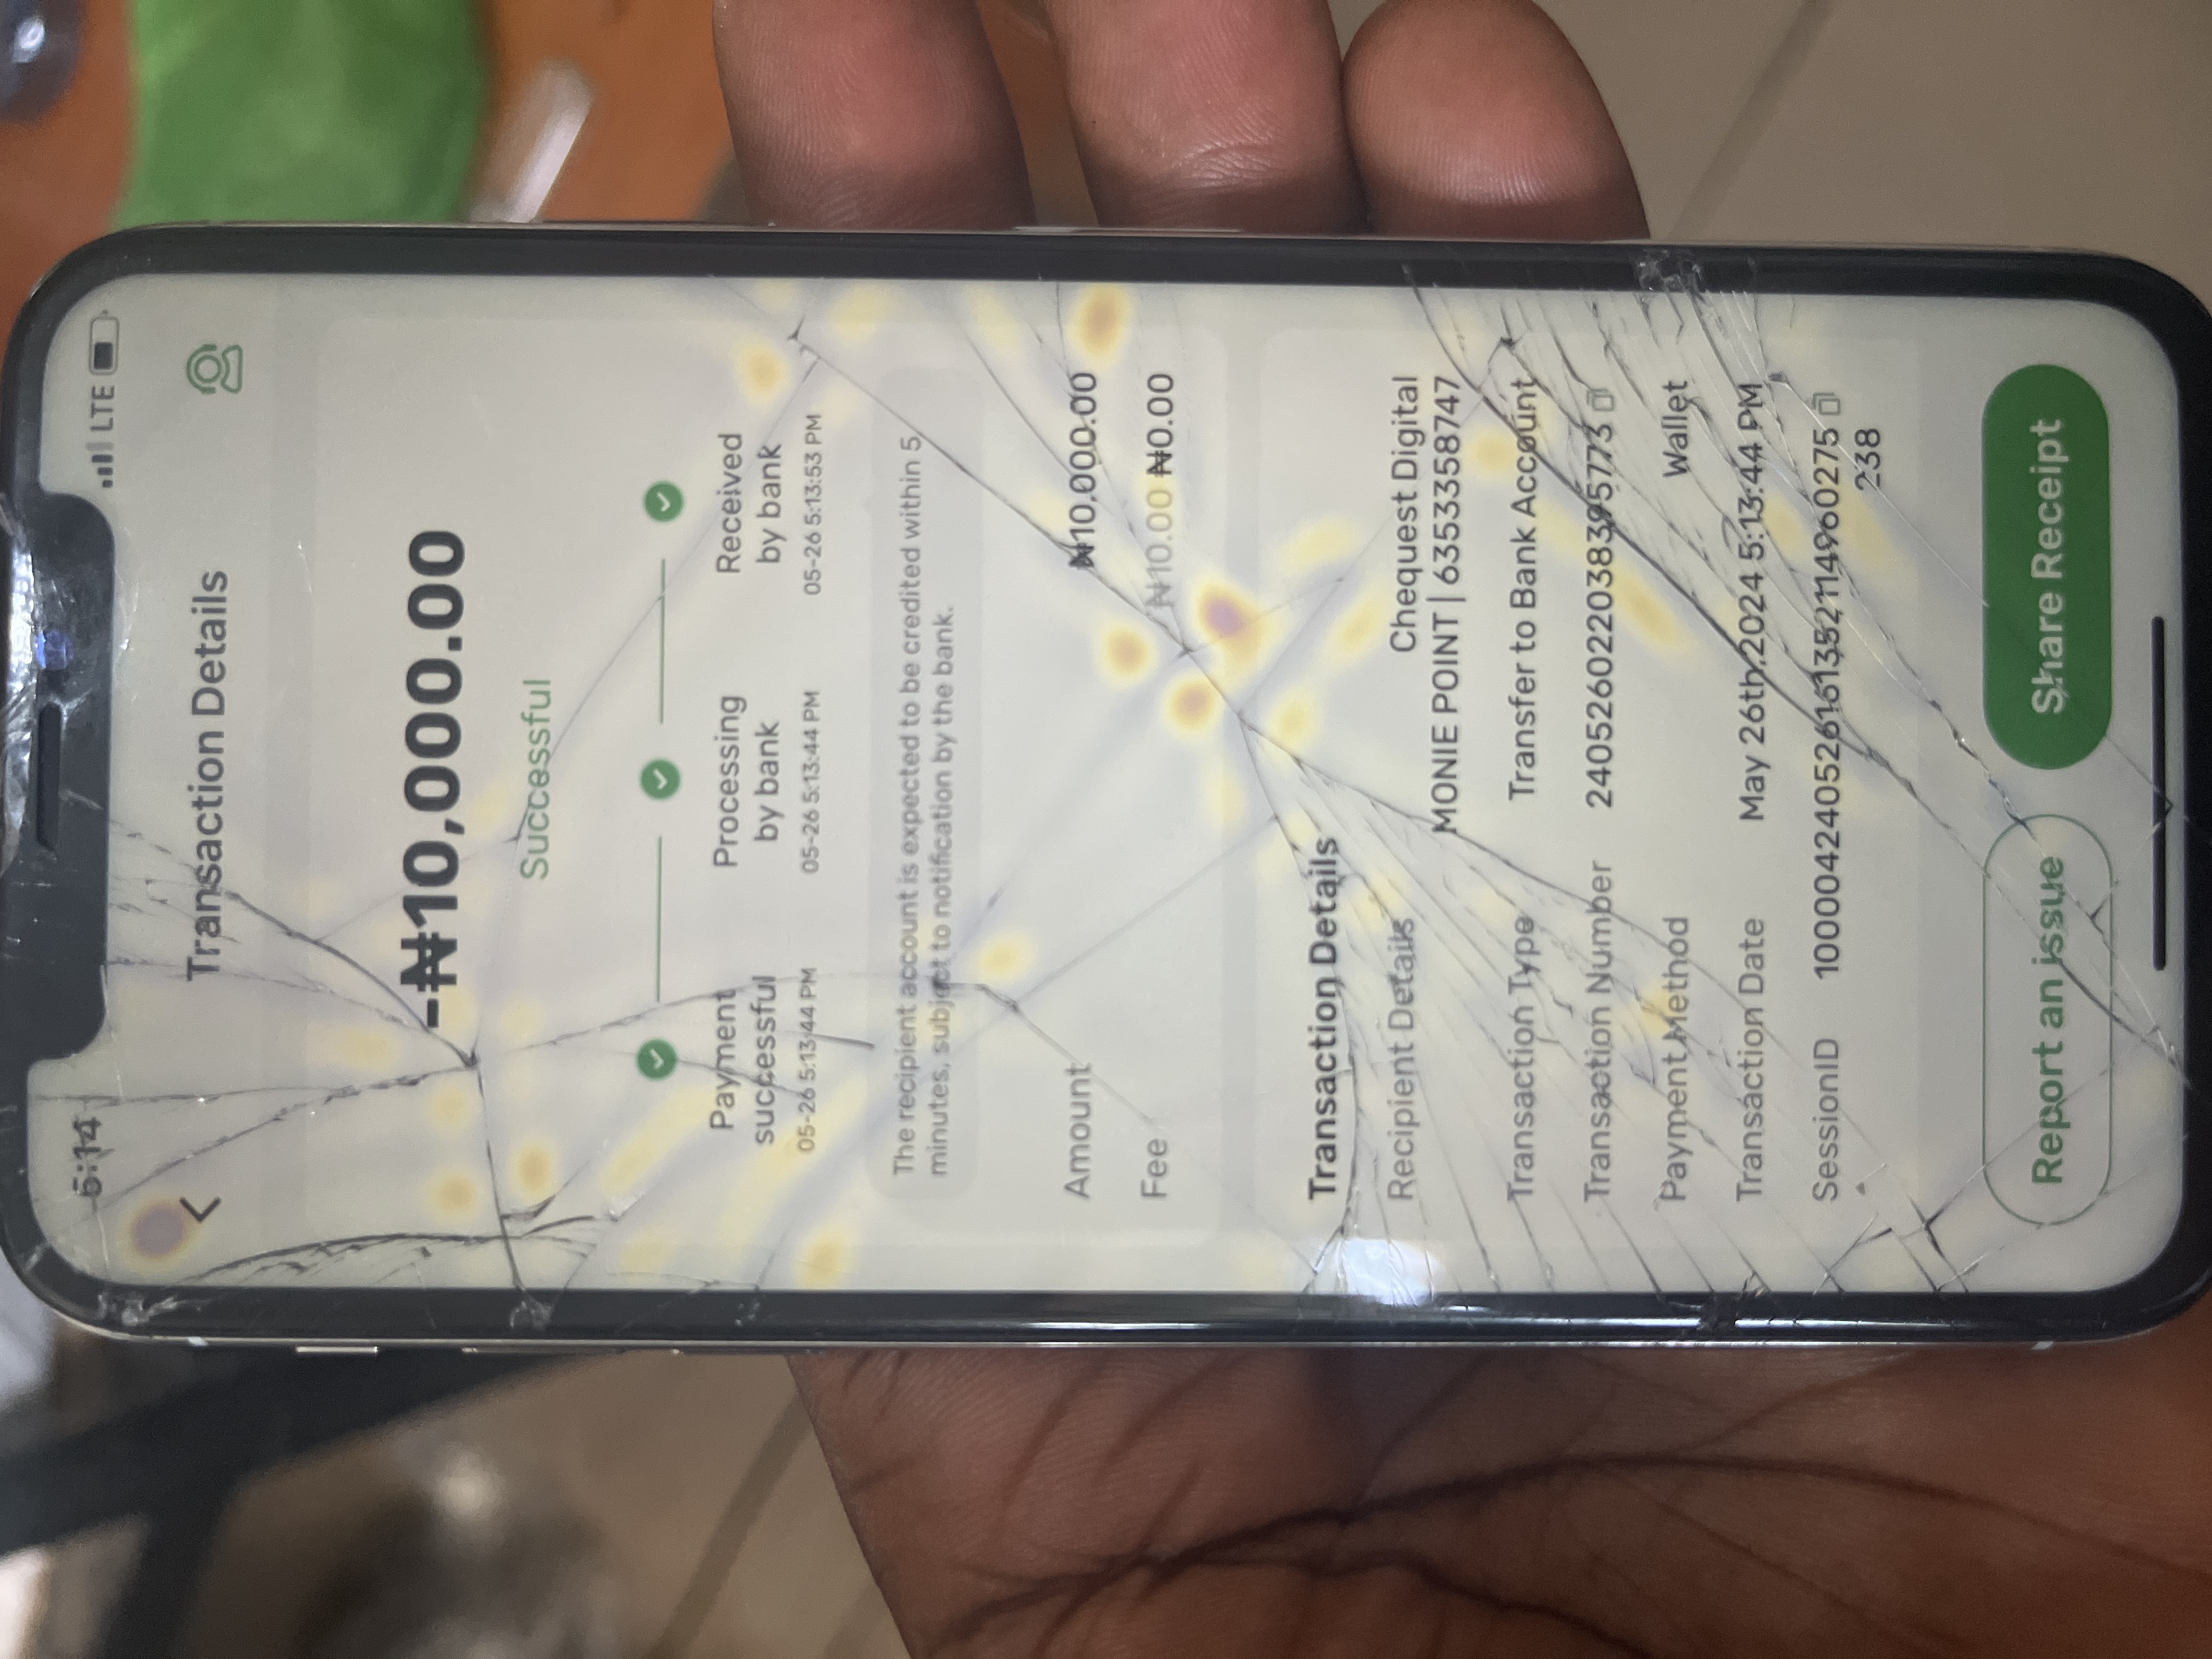 5:14
LTE
Transaction Details
-₦10,000.00
Successful
Payment successful
05-26 5:13:44 PM
Processing by bank
05-26 5:13:44 PM
Received by bank
05-26 5:13:53 PM
The recipient account is expected to be credited within 5
minutes, subject to notification by the bank.
Amount ₦10,000.00
Fee ₦10.00 ₦0.00
Transaction Details
Recipient Details Chequest Digital
MONIE POINT | 6353358747
Transaction Type Transfer to Bank Account
Transaction Number 240526022038395773
Payment Method Wallet
Transaction Date May 26th,2024 5:13:44 PM
SessionID 100004240526161352114960275
238
Report an issue
Share Receipt